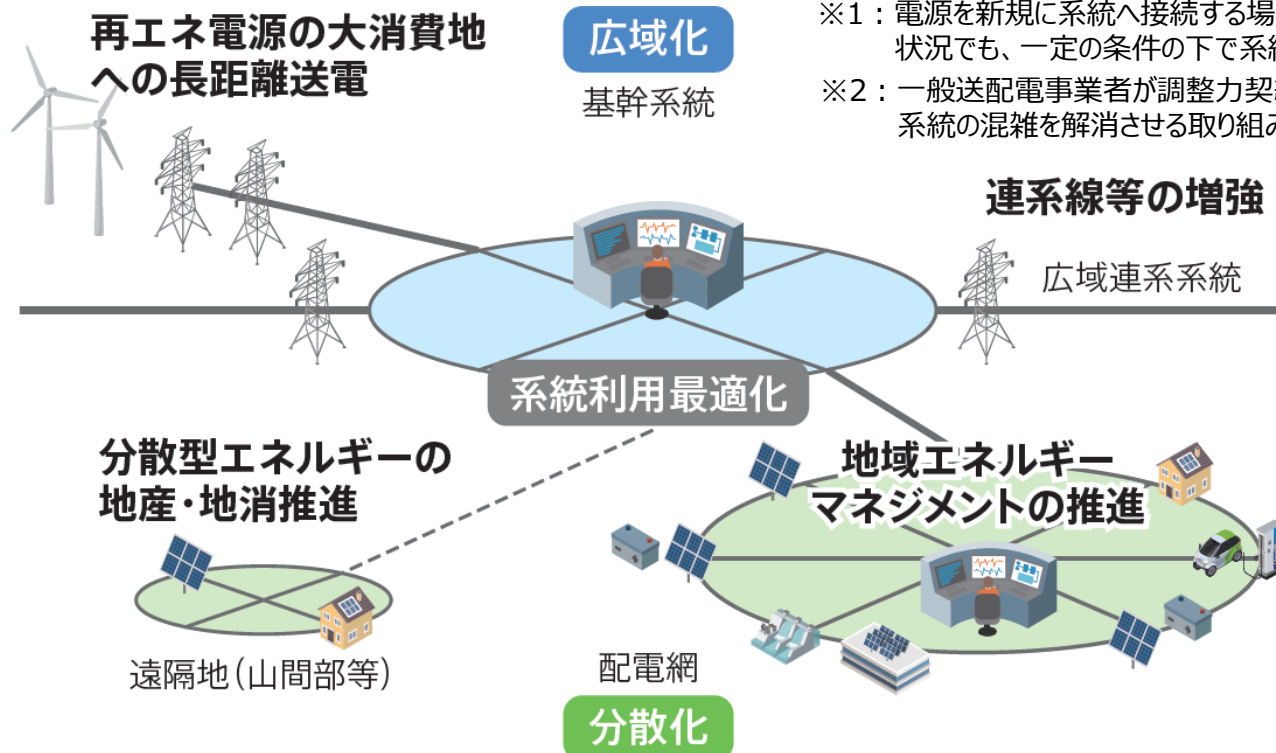 再エネ電源の大消費地
への長距離送電
広域化
基幹系統
※1：電源を新規に系統へ接続する場
状況でも、一定の条件の下で系統
※2：一般送配電事業者が調整力契
系統の混雑を解消させる取り組み
連系線等の増強
広域連系系統
系統利用最適化
分散型エネルギーの
地産・地消推進
地域エネルギー
マネジメントの推進
遠隔地(山間部等)
配電網
分散化